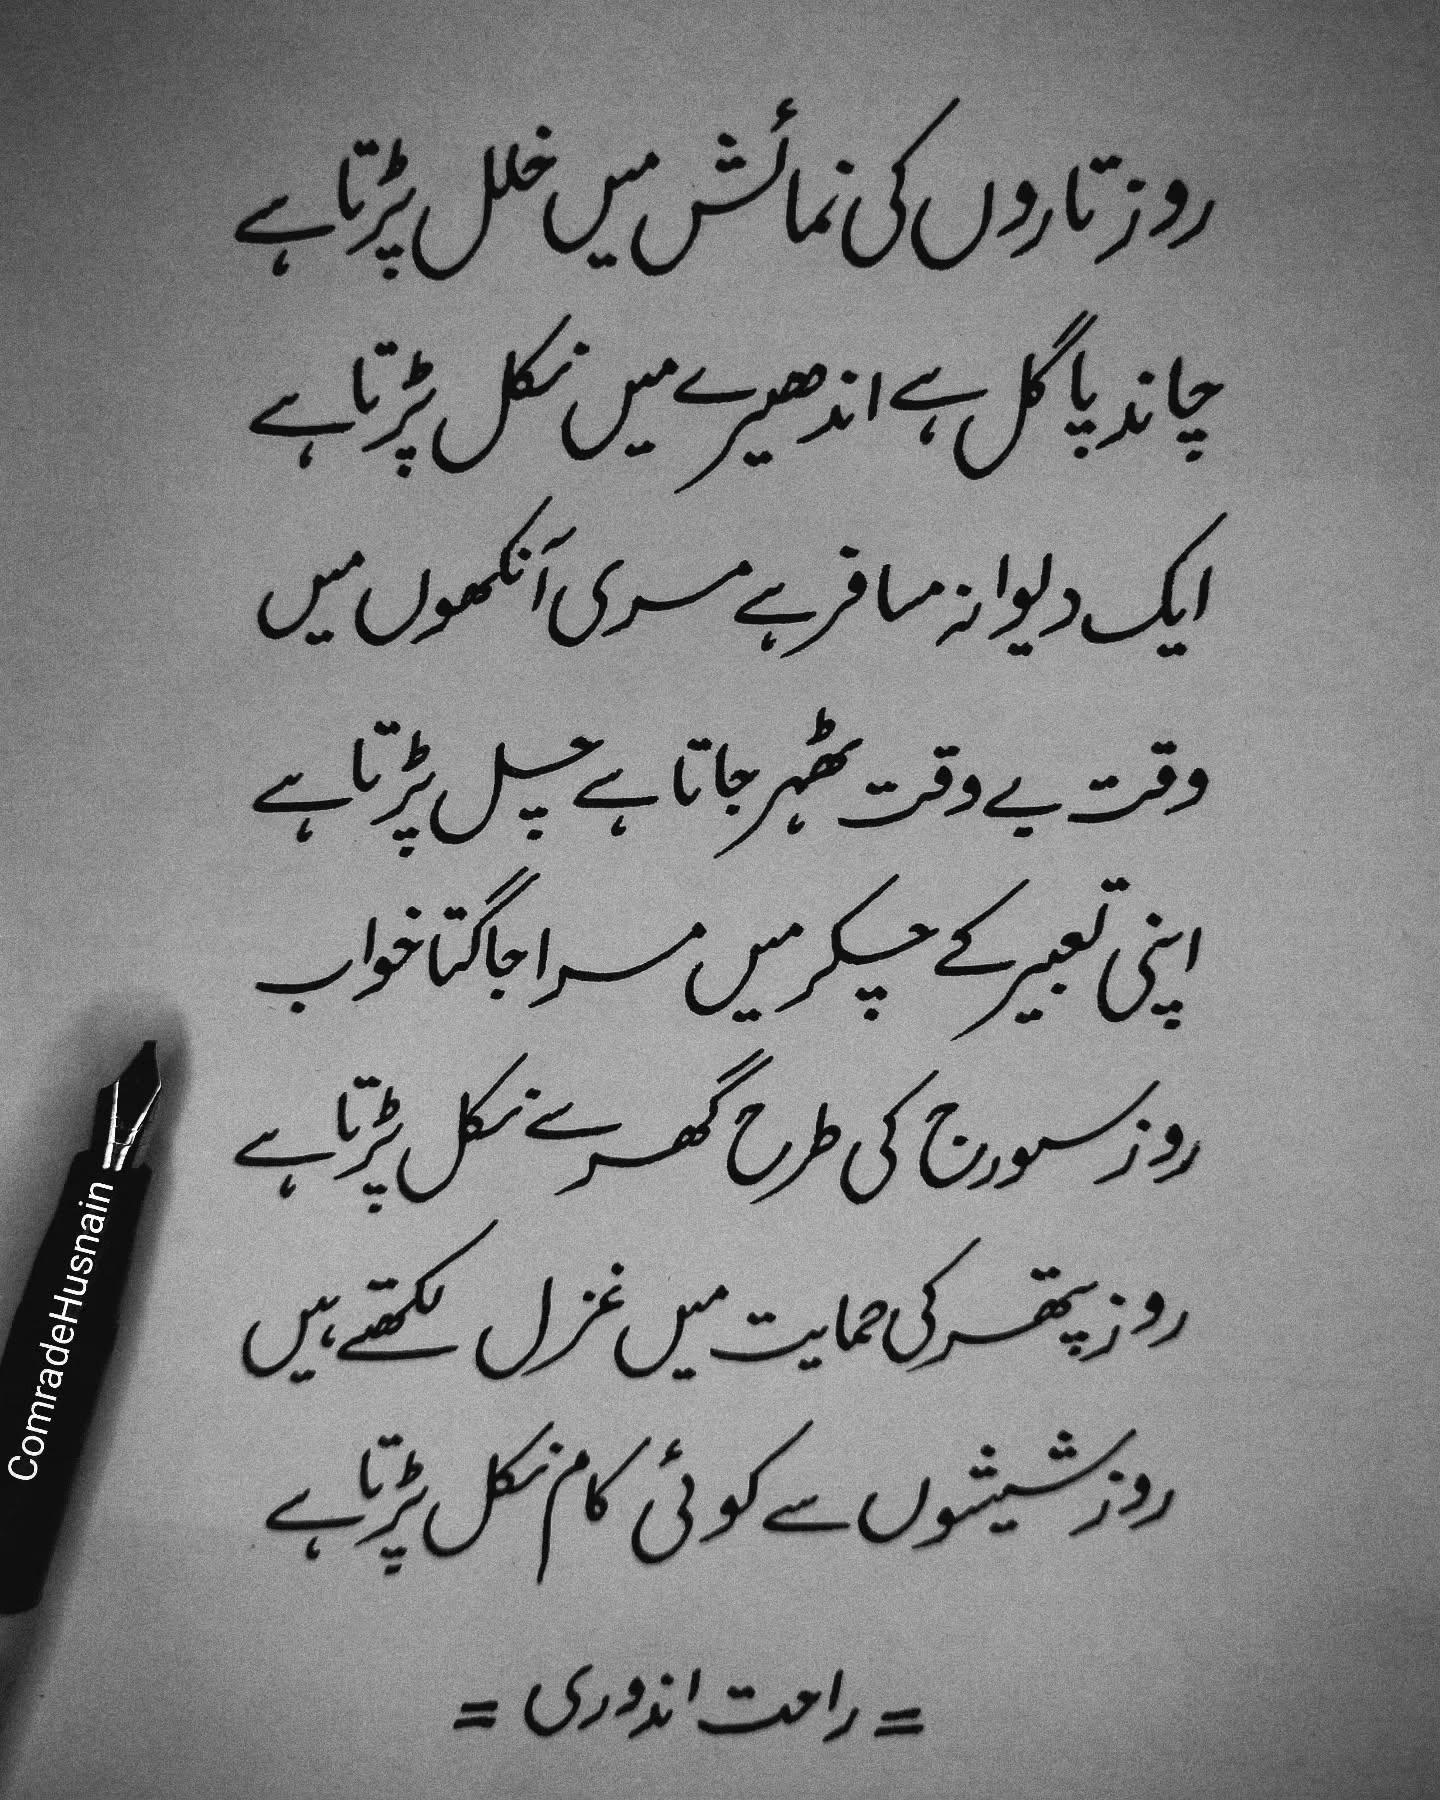 روز تاروں کی نمائش میں خلل پڑتا ہے
چاند پاگل ہے اندھیرے میں نکل پڑتا ہے
ایک دیوانہ مسافر ہے مری آنکھوں میں
وقت بے وقت ٹھہر جاتا ہے چل پڑتا ہے
اپنی تعبیر کے چکر میں مرا جاگتا خواب
روز سورج کی طرح گھر سے نکل پڑتا ہے
روز پتھر کی حمایت میں غزل لکھتے ہیں
روز شیشوں سے کوئی کام نکل پڑتا ہے
= راحت اندوری =
ComradeHusnain